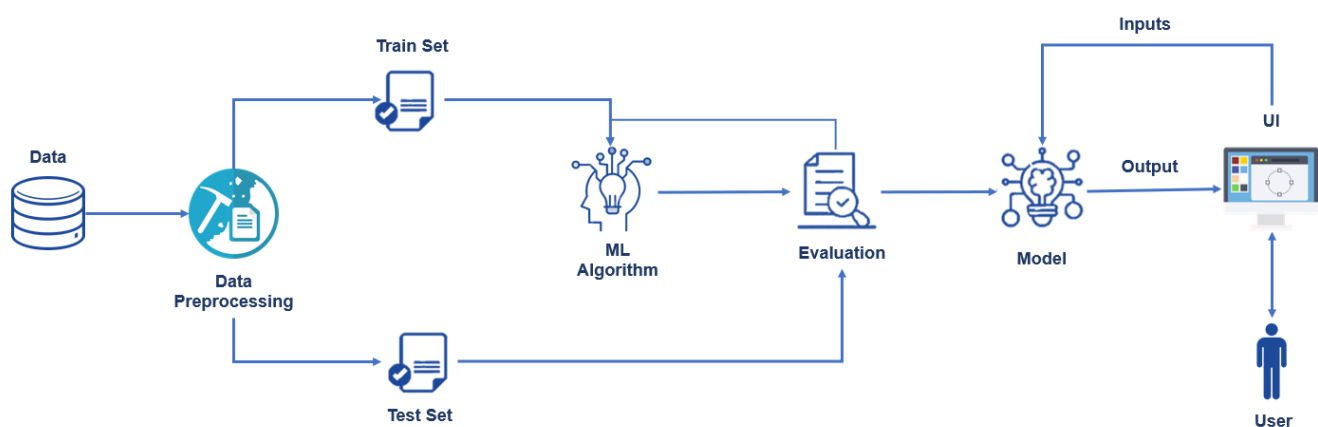 Data
Data
Preprocessing
Train Set
Test Set
ML
Algorithm
Evaluation
Model
Inputs
Output
UI
User